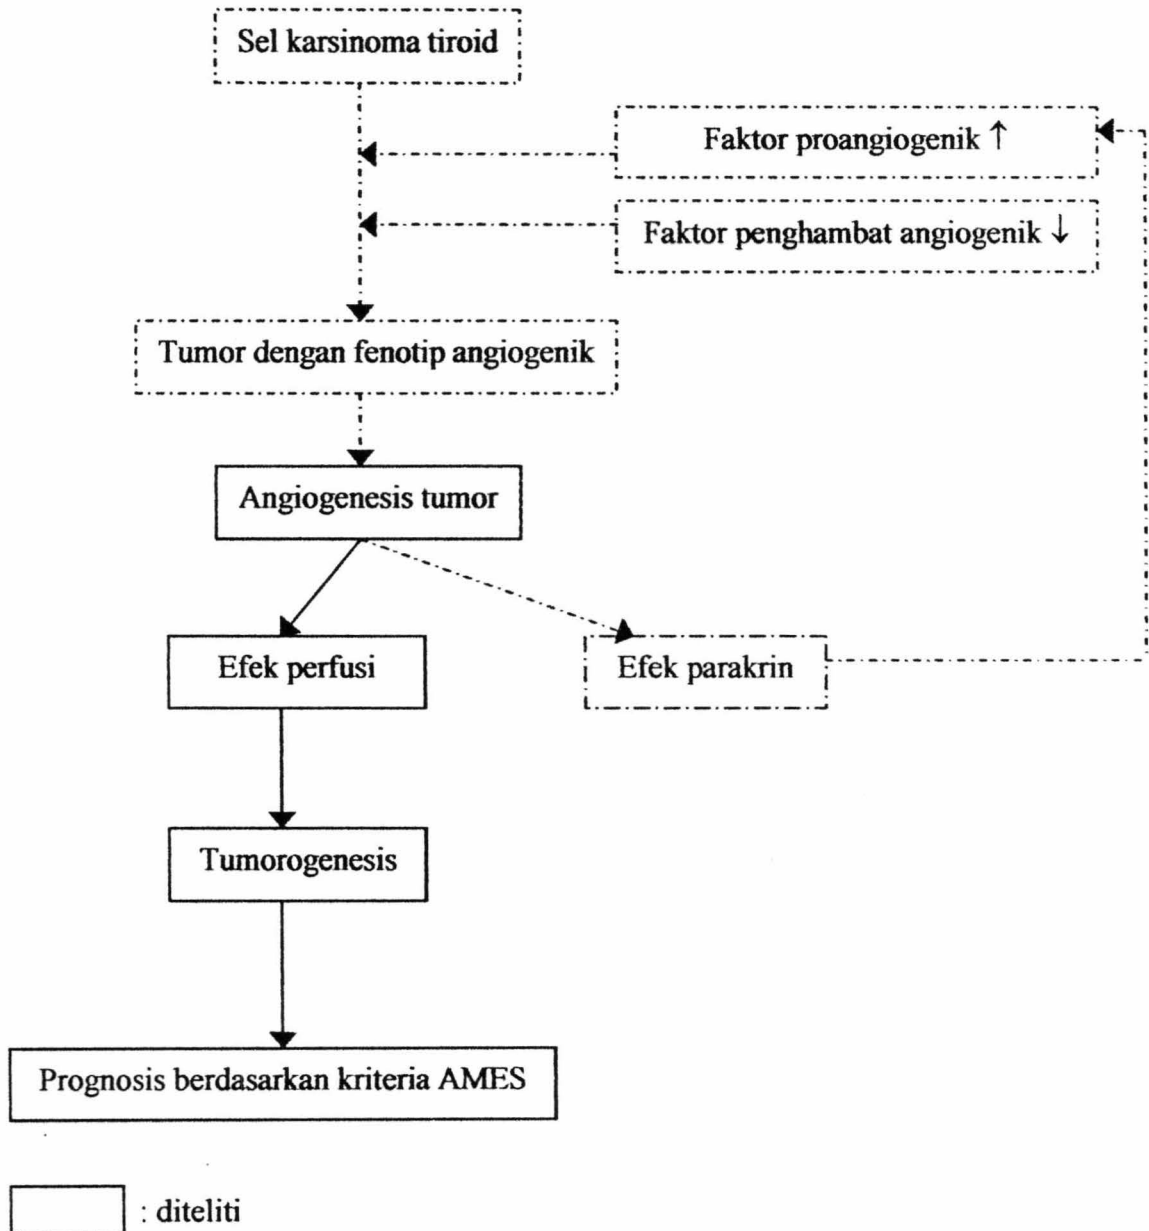 Sel karsinoma tiroid
Faktor proangiogenik ↑
Faktor penghambat angiogenik ↓
Tumor dengan fenotip angiogenik
Angiogenesis tumor
Efek perfusi
Efek parakrin
Tumorogenesis
Prognosis berdasarkan kriteria AMES
: diteliti